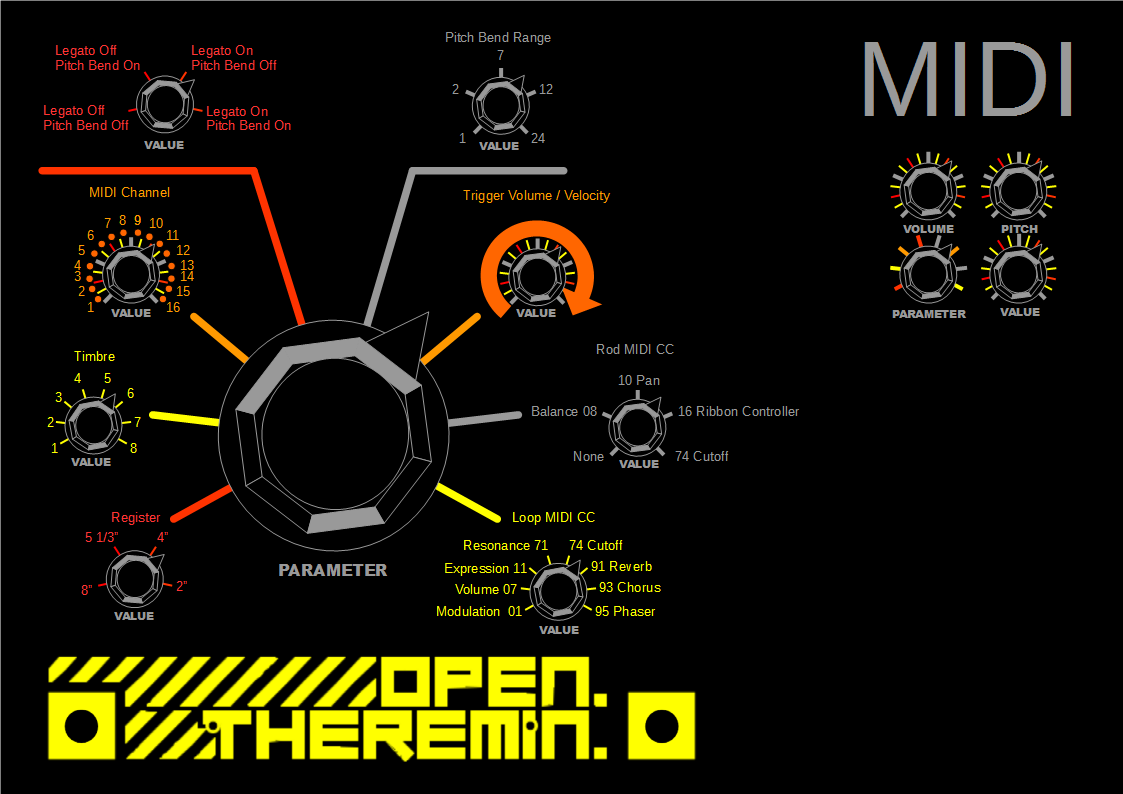 MIDI
Legato Off
Pitch Bend On
Legato On
Pitch Bend Off
Legato Off
Pitch Bend Off
Legato On
Pitch Bend On
VALUE
Pitch Bend Range
7
2
12
1
24
VALUE
MIDI Channel
8
9
7
10
6
11
5
12
4
13
3
14
2
15
1
16
VALUE
Trigger Volume / Velocity
VALUE
VOLUME
PITCH
PARAMETER
VALUE
Timbre
4
5
3
6
2
7
1
8
VALUE
Rod MIDI CC
10 Pan
Balance 08
16 Ribbon Controller
None
74 Cutoff
VALUE
Register
5 1/3”
4”
8”
2”
VALUE
PARAMETER
Loop MIDI CC
Resonance 71
74 Cutoff
Expression 11
91 Reverb
Volume 07
93 Chorus
Modulation  01
95 Phaser
VALUE
OPEN.
THEREMIN.